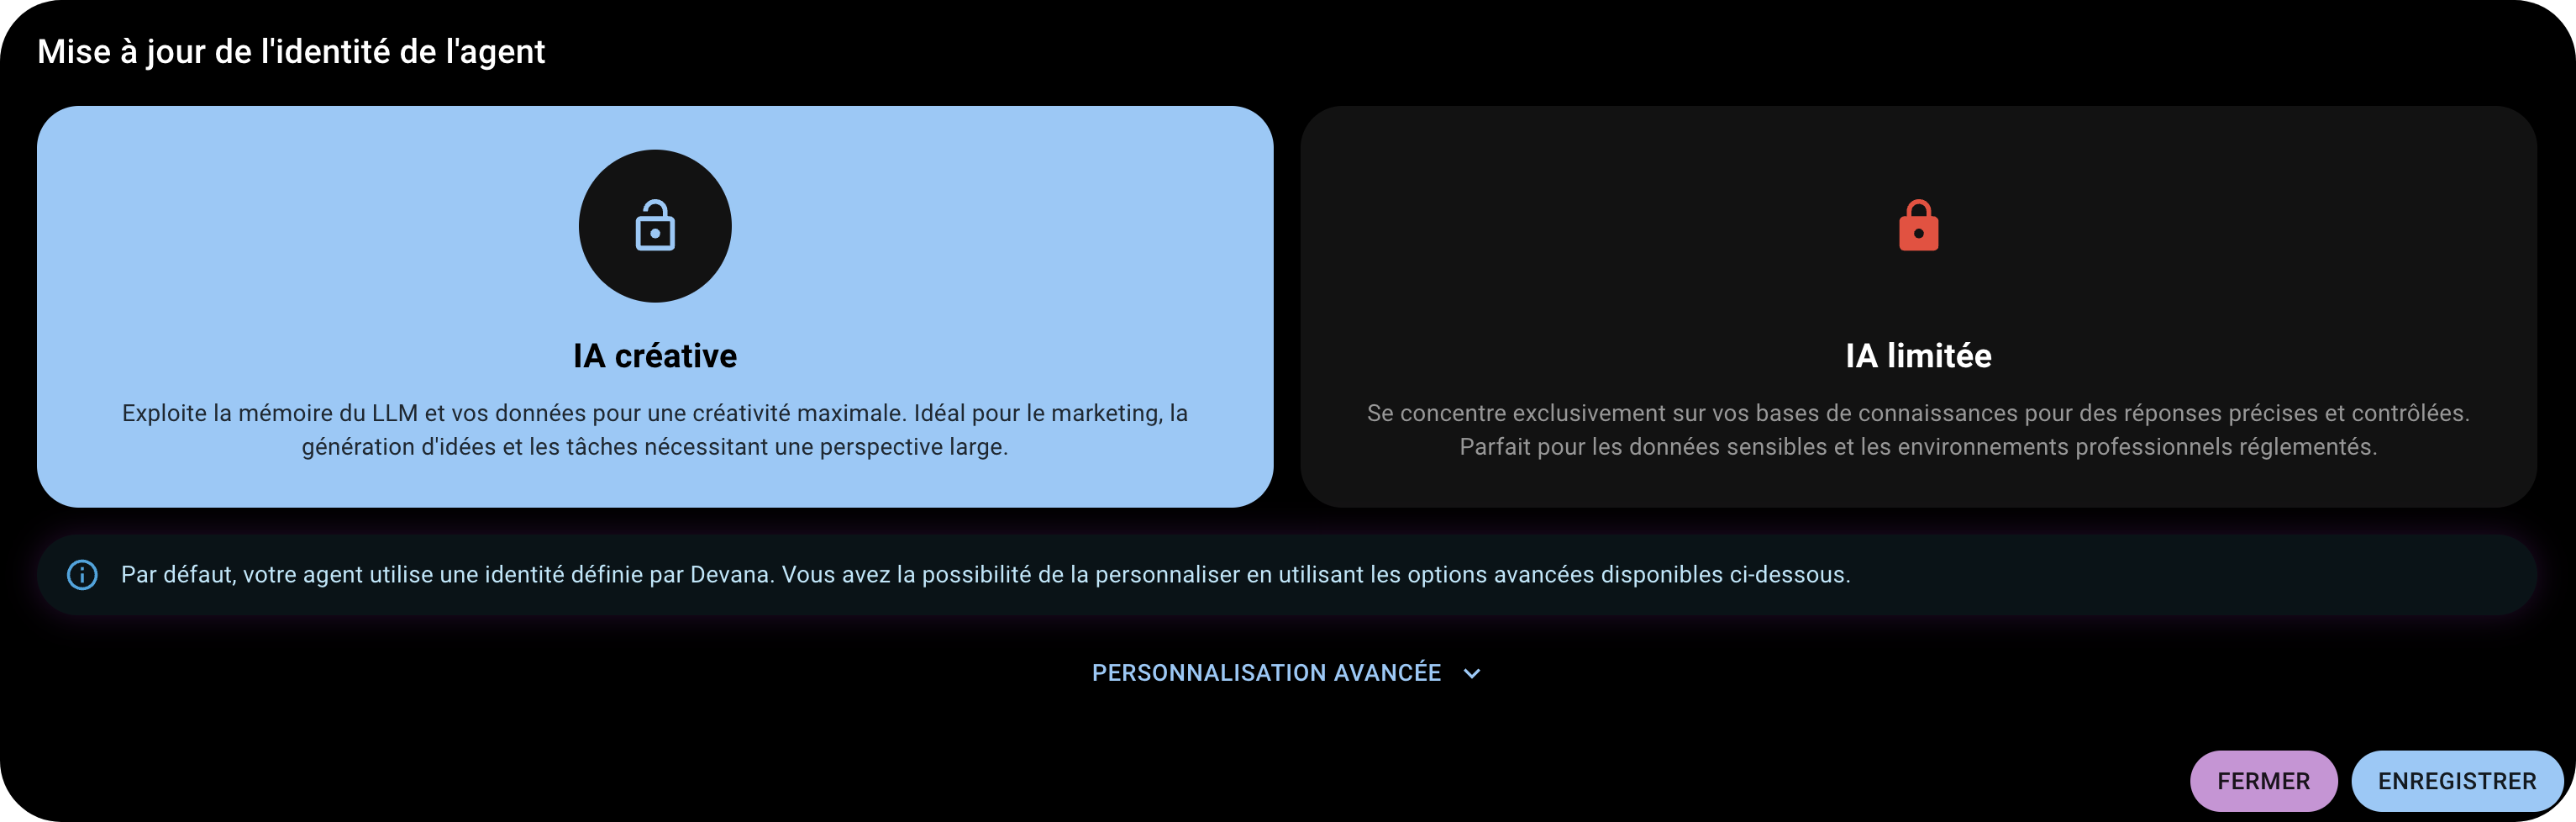 Mise à jour de l'identité de l'agent
IA créative
Exploite la mémoire du LLM et vos données pour une créativité maximale. Idéal pour le marketing, la
génération d'idées et les tâches nécessitant une perspective large.
IA limitée
Se concentre exclusivement sur vos bases de connaissances pour des réponses précises et contrôlées.
Parfait pour les données sensibles et les environnements professionnels réglementés.
Par défaut, votre agent utilise une identité définie par Devana. Vous avez la possibilité de la personnaliser en utilisant les options avancées disponibles ci-dessous.
PERSONNALISATION AVANCÉE
FERMER
ENREGISTRER